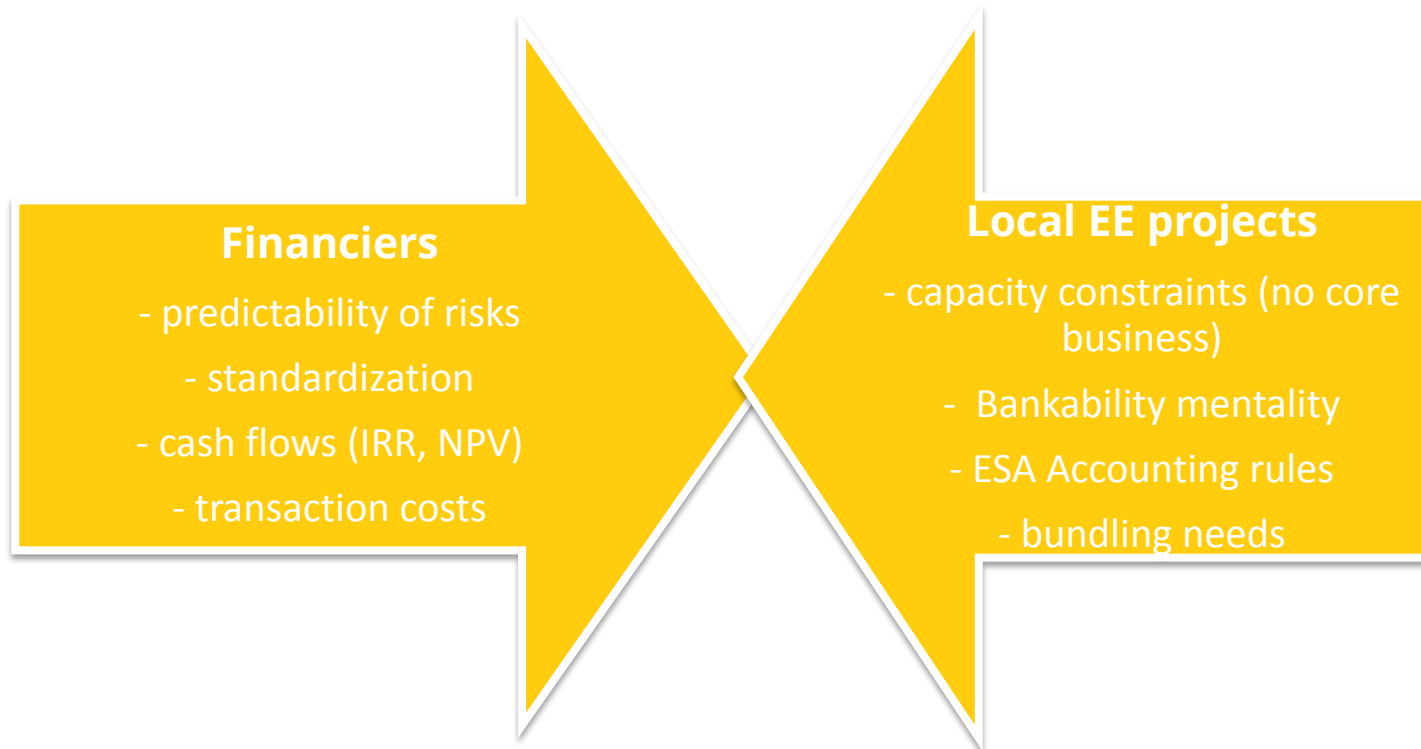 Financiers
- predictability of risks
- standardization
- cash flows (IRR, NPV)
- transaction costs
Local EE projects
- capacity constraints (no core
business)
- Bankability mentality
- ESA Accounting rules
- bundling needs